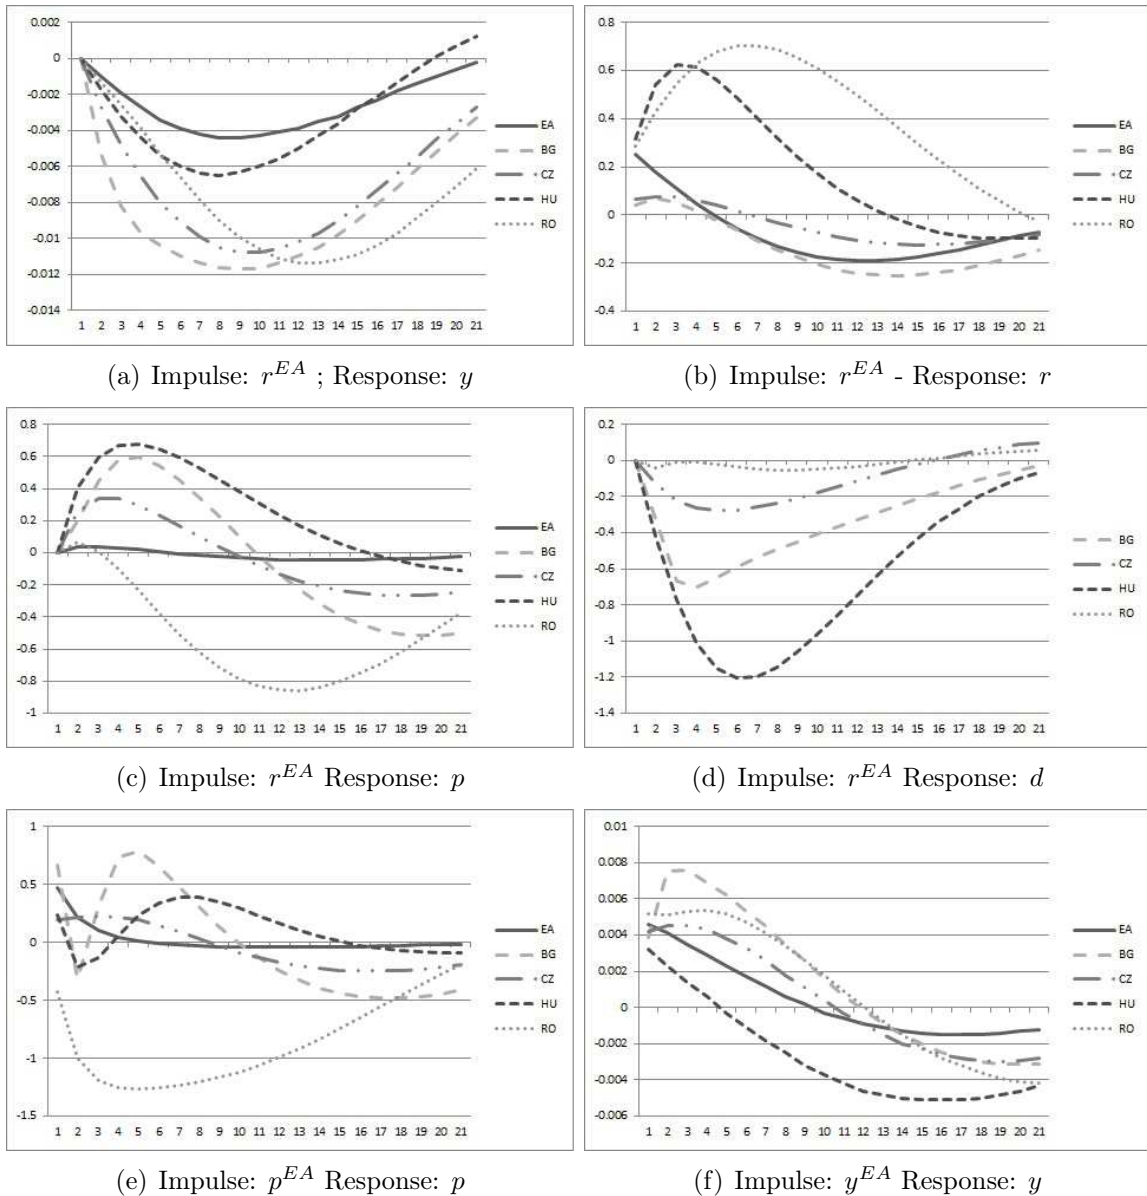 0.002
0
-0.002
-0.004
-0.006
-0.008
-0.01
-0.012
-0.014
1 2 3 4 5 6 7 8 9 10 11 12 13 14 15 16 17 18 19 20 21
EA
BG
CZ
HU
RO
(a) Impulse: r^{EA} ; Response: y
0.8
0.6
0.4
0.2
0
-0.2
-0.4
1 2 3 4 5 6 7 8 9 10 11 12 13 14 15 16 17 18 19 20 21
EA
BG
CZ
HU
RO
(b) Impulse: r^{EA} - Response: r
0.8
0.6
0.4
0.2
0
-0.2
-0.4
-0.6
-0.8
-1
1 2 3 4 5 6 7 8 9 10 11 12 13 14 15 16 17 18 19 20 21
EA
BG
CZ
HU
RO
(c) Impulse: r^{EA} Response: p
0.2
0
-0.2
-0.4
-0.6
-0.8
-1
-1.2
-1.4
1 2 3 4 5 6 7 8 9 10 11 12 13 14 15 16 17 18 19 20 21
BG
CZ
HU
RO
(d) Impulse: r^{EA} Response: d
1
0.5
0
-0.5
-1
-1.5
1 2 3 4 5 6 7 8 9 10 11 12 13 14 15 16 17 18 19 20 21
EA
BG
CZ
HU
RO
(e) Impulse: p^{EA} Response: p
0.01
0.008
0.006
0.004
0.002
0
-0.002
-0.004
-0.006
1 2 3 4 5 6 7 8 9 10 11 12 13 14 15 16 17 18 19 20 21
EA
BG
CZ
HU
RO
(f) Impulse: y^{EA} Response: y